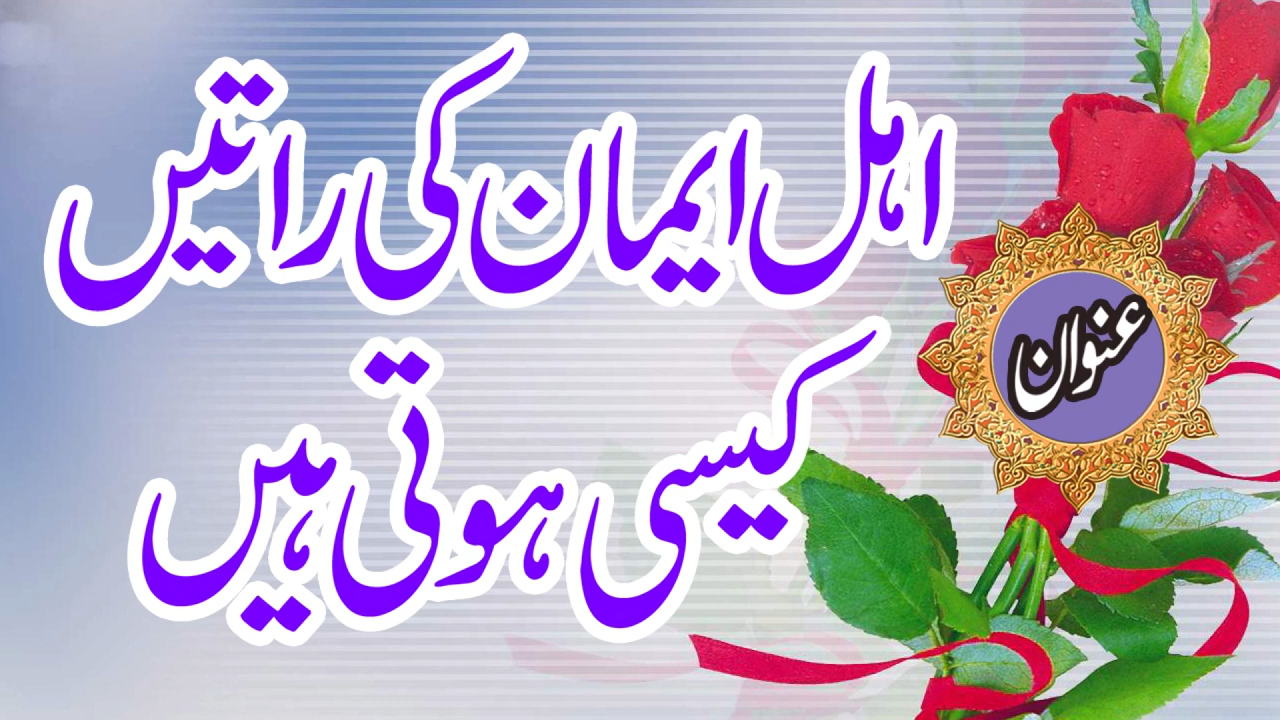 عنوان
اہل ایمان کی راتیں
کیسی ہوتی ہیں